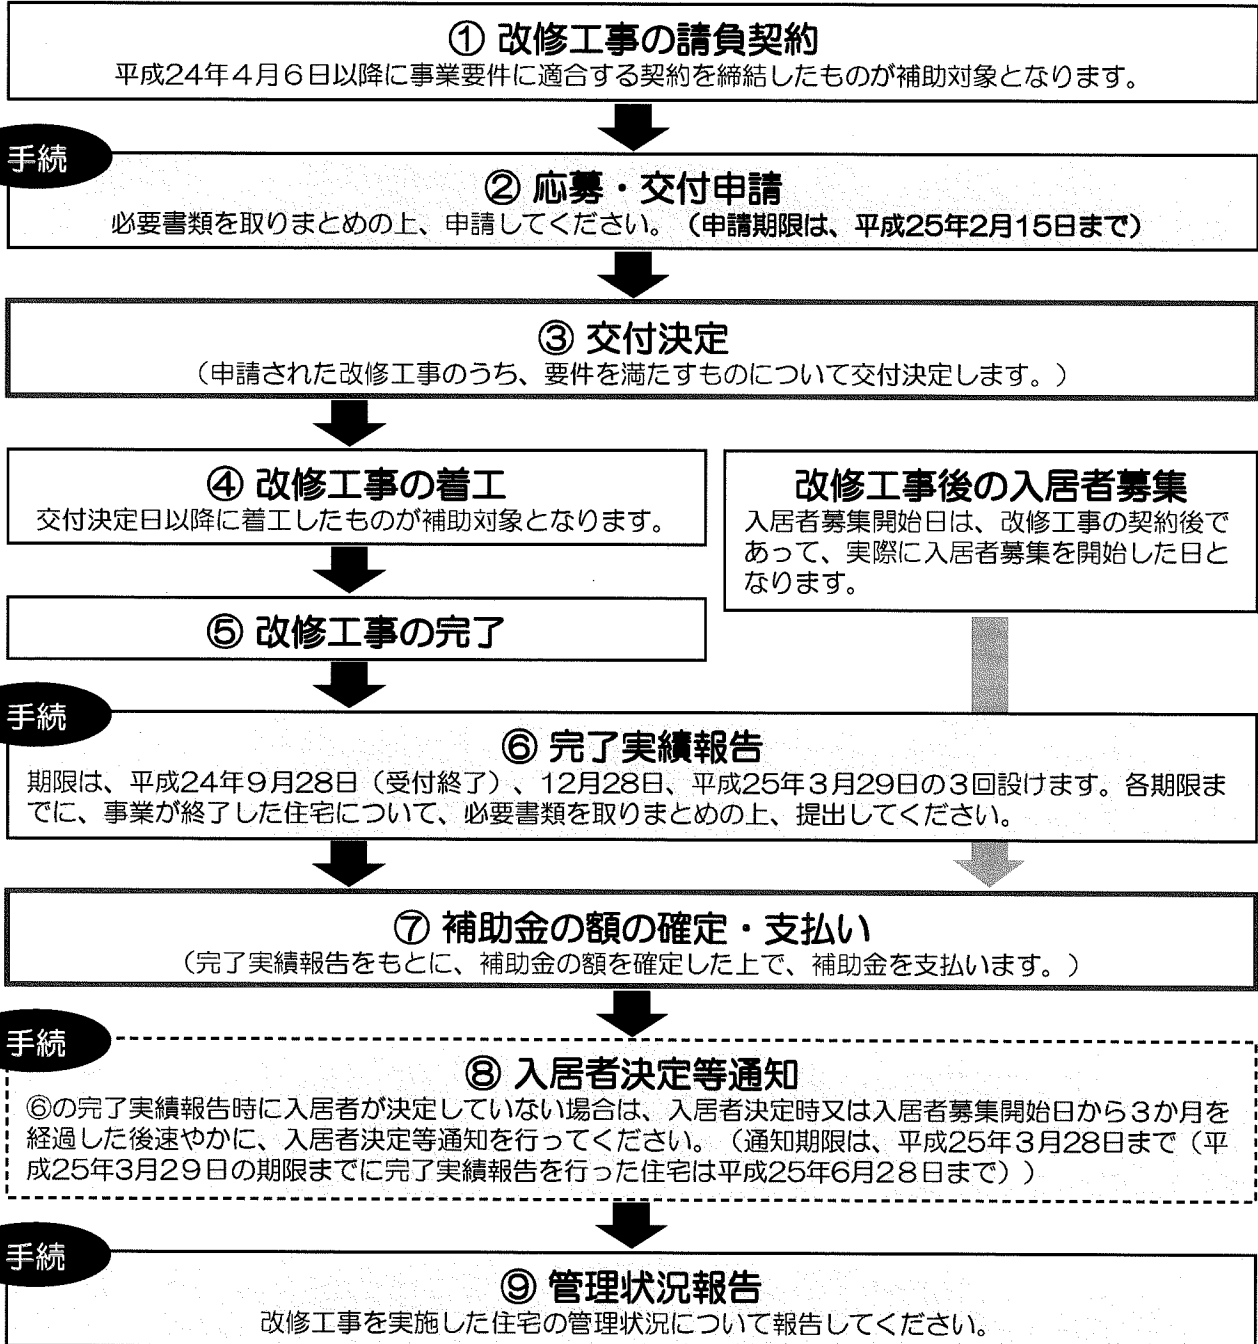 ① 改修工事の請負契約
平成24年4月6日以降に事業要件に適合する契約を締結したものが補助対象となります。
手続
② 応募・交付申請
必要書類を取りまとめの上、申請してください。（申請期限は、平成25年2月15日まで）
③ 交付決定
（申請された改修工事のうち、要件を満たすものについて交付決定します。）
④ 改修工事の着工
交付決定日以降に着工したものが補助対象となります。
改修工事後の入居者募集
入居者募集開始日は、改修工事の契約後で
あって、実際に入居者募集を開始した日と
なります。
⑤ 改修工事の完了
手続
⑥ 完了実績報告
期限は、平成24年9月28日（受付終了）、12月28日、平成25年3月29日の3回設けます。各期限ま
でに、事業が終了した住宅について、必要書類を取りまとめの上、提出してください。
⑦ 補助金の額の確定・支払い
（完了実績報告をもとに、補助金の額を確定した上で、補助金を支払います。）
手続
⑧ 入居者決定等通知
⑥の完了実績報告時に入居者が決定していない場合は、入居者決定時又は入居者募集開始日から3か月を
経過した後速やかに、入居者決定等通知を行ってください。（通知期限は、平成25年3月28日まで（平
成25年3月29日の期限までに完了実績報告を行った住宅は平成25年6月28日まで））
手続
⑨ 管理状況報告
改修工事を実施した住宅の管理状況について報告してください。